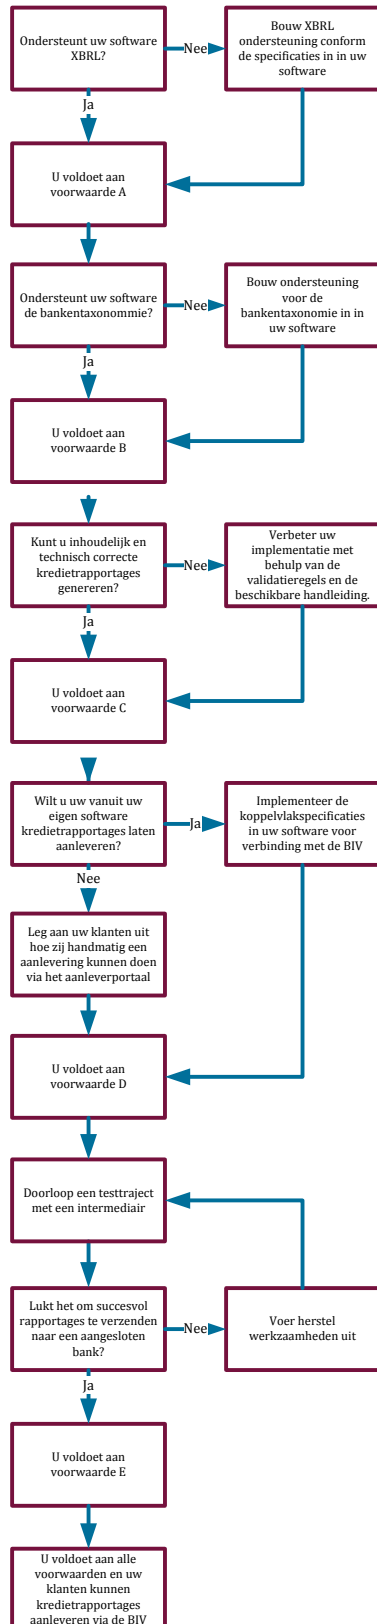 Ondersteunt uw software
XBRL?
Nee
Bouw XBRL
ondersteuning conform
de specificaties in in uw
software
Ja
U voldoet aan
voorwaarde A
Ondersteunt uw software
de bankentaxonommie?
Nee
Bouw ondersteuning
voor de
bankentaxonomie in in
uw software
Ja
U voldoet aan
voorwaarde B
Kunt u inhoudelijk en
technisch correcte
kredietrapportages
genereren?
Nee
Verbeter uw
implementatie met
behulp van de
validatieregels en de
beschikbare handleiding.
Ja
U voldoet aan
voorwaarde C
Wilt u uw vanuit uw
eigen software
kredietrapportages laten
aanleveren?
Ja
Implementeer de
koppelvlakspecificaties
in uw software voor
verbinding met de BIV
Nee
Leg aan uw klanten uit
hoe zij handmatig een
aanlevering kunnen doen
via het aanleverportaal
U voldoet aan
voorwaarde D
Doorloop een testtraject
met een intermediair
Lukt het om succesvol
rapportages te verzenden
naar een aangesloten
bank?
Nee
Voer herstel
werkzaamheden uit
Ja
U voldoet aan
voorwaarde E
U voldoet aan alle
voorwaarden en uw
klanten kunnen
kredietrapportages
aanleveren via de BIV